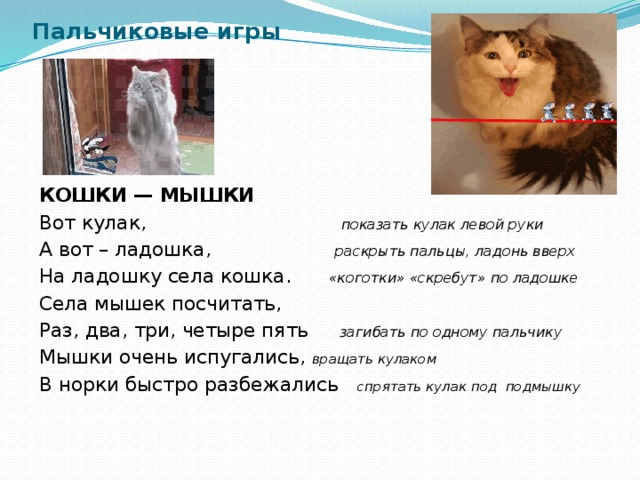 Пальчиковые игры
КОШКИ — МЫШКИ
Вот кулак, показать кулак левой руки
А вот – ладошка, раскрыть пальцы, ладонь вверх
На ладошку села кошка. «коготки» «скребут» по ладошке
Села мышек посчитать,
Раз, два, три, четыре пять загибать по одному пальчику
Мышки очень испугались, вращать кулаком
В норки быстро разбежались спрятать кулак под подмышку